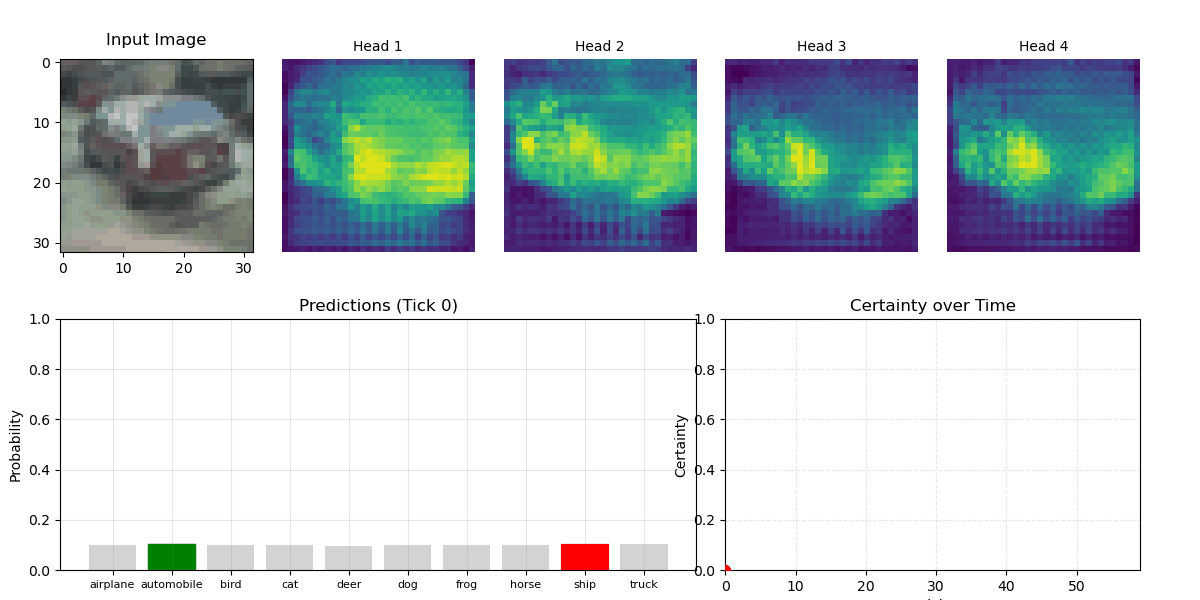 Input Image
Head 1
Head 2
Head 3
Head 4
0
10
20
30
0 10 20 30
Predictions (Tick 0)
Probability
1.0
0.8
0.6
0.4
0.2
0.0
airplane automobile bird cat deer dog frog horse ship truck
Certainty over Time
Certainty
1.0
0.8
0.6
0.4
0.2
0.0
0 10 20 30 40 50